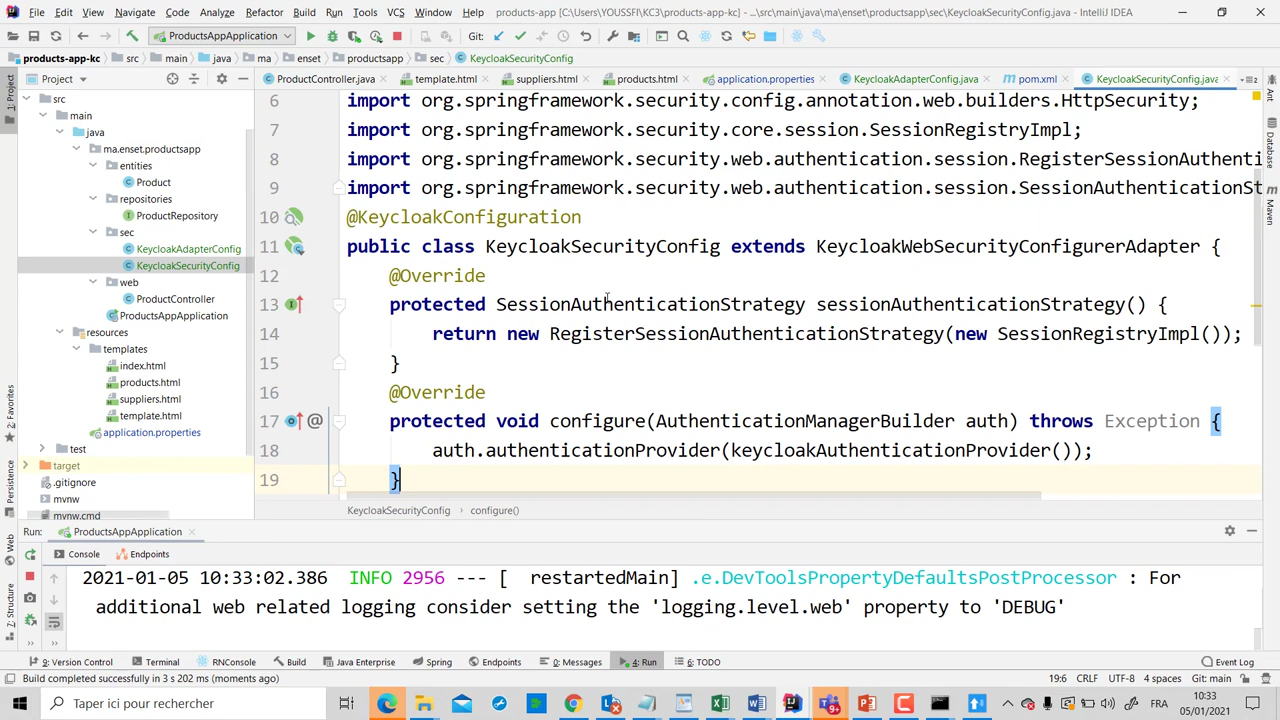 File Edit View Navigate Code Analyze Refactor Build Run Tools VCS Window Help products-app [C:\Users\YOUSSFI\KC3\products-app-kc] - ...\src\main\java\ma\enset\productsapp\sec\KeycloakSecurityConfig.java - IntelliJ IDEA
ProductsAppApplication Git:
products-app-kc src main java ma enset productsapp sec KeycloakSecurityConfig
1: Project
Project
ProductController.java template.html suppliers.html products.html application.properties KeycloakAdapterConfig.java pom.xml KeycloakSecurityConfig.java
src
main
java
ma.enset.productsapp
entities
Product
repositories
ProductRepository
sec
KeycloakAdapterConfig
KeycloakSecurityConfig
web
ProductController
ProductsAppApplication
resources
templates
index.html
products.html
suppliers.html
template.html
application.properties
test
target
.gitignore
mvnw
mvnw.cmd
6 import org.springframework.security.config.annotation.web.builders.HttpSecurity;
7 import org.springframework.security.core.session.SessionRegistryImpl;
8 import org.springframework.security.web.authentication.session.RegisterSessionAuthenti
9 import org.springframework.security.web.authentication.session.SessionAuthenticationSt
10 @KeycloakConfiguration
11 public class KeycloakSecurityConfig extends KeycloakWebSecurityConfigurerAdapter {
12 @Override
13 protected SessionAuthenticationStrategy sessionAuthenticationStrategy() {
14 return new RegisterSessionAuthenticationStrategy(new SessionRegistryImpl());
15 }
16 @Override
17 @ protected void configure(AuthenticationManagerBuilder auth) throws Exception {
18 auth.authenticationProvider(keycloakAuthenticationProvider());
19 }
KeycloakSecurityConfig configure()
Ant
Database
Maven
2: Favorites
Persistence
Web
Z: Structure
Run: ProductsAppApplication
Console Endpoints
2021-01-05 10:33:02.386 INFO 2956 --- [ restartedMain] .e.DevToolsPropertyDefaultsPostProcessor : For
additional web related logging consider setting the 'logging.level.web' property to 'DEBUG'
9: Version Control Terminal RNConsole Build Java Enterprise Spring Endpoints 0: Messages 4: Run 6: TODO Event Log
Build completed successfully in 3 s 202 ms (moments ago) 19:6 CRLF UTF-8 4 spaces Git: main
Taper ici pour rechercher
9+
FRA
10:33
05/01/2021